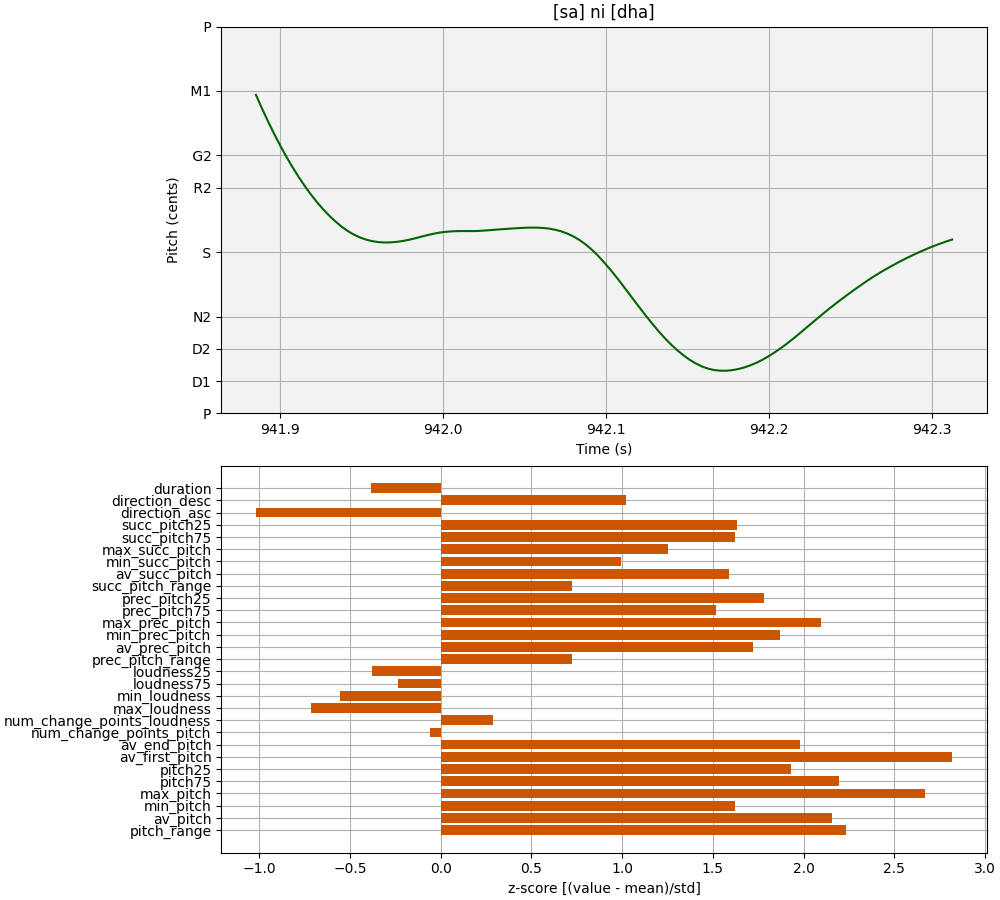 [sa] ni [dha]
P
M1
G2
R2
S
N2
D2
D1
P
Pitch (cents)
941.9 942.0 942.1 942.2 942.3
Time (s)
duration
direction_desc
direction_asc
succ_pitch25
succ_pitch75
max_succ_pitch
min_succ_pitch
av_succ_pitch
succ_pitch_range
prec_pitch25
prec_pitch75
max_prec_pitch
min_prec_pitch
av_prec_pitch
prec_pitch_range
loudness25
loudness75
min_loudness
max_loudness
num_change_points_loudness
num_change_points_pitch
av_end_pitch
av_first_pitch
pitch25
pitch75
max_pitch
min_pitch
av_pitch
pitch_range
−1.0 −0.5 0.0 0.5 1.0 1.5 2.0 2.5 3.0
z-score [(value - mean)/std]